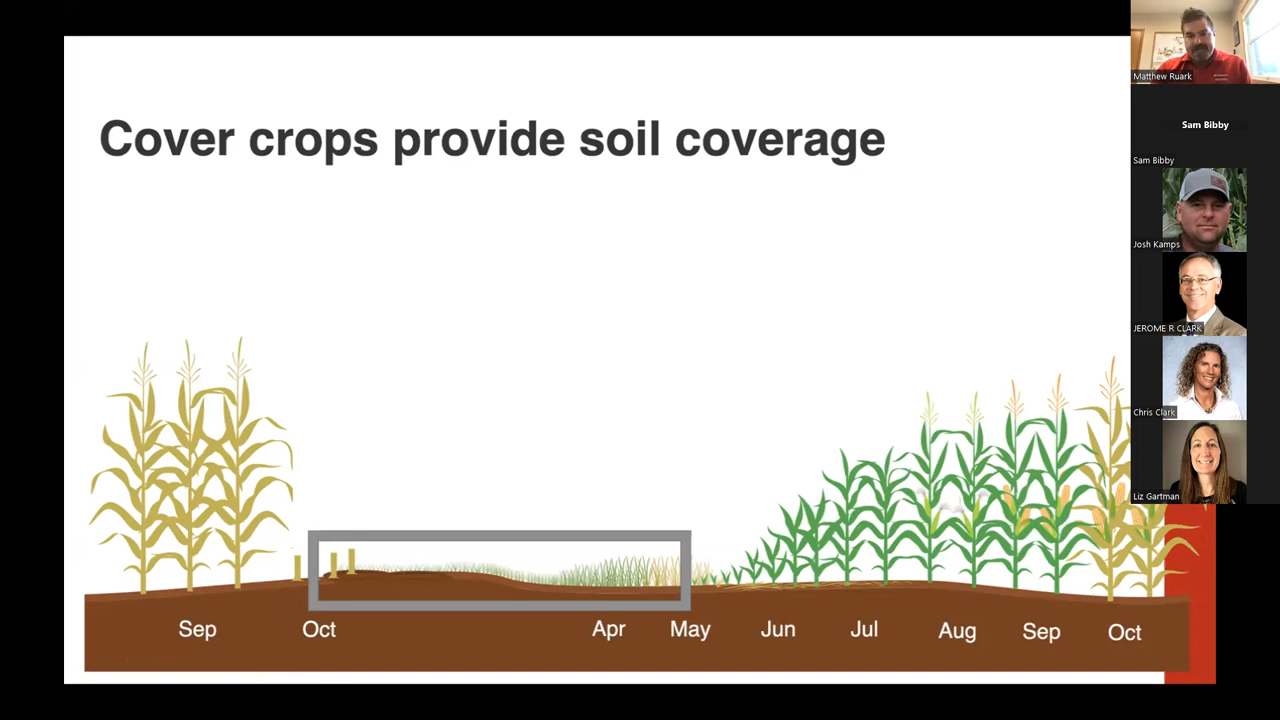 Cover crops provide soil coverage
Sep Oct Apr May Jun Jul Aug Sep Oct
Matthew Ruark
Sam Bibby
Sam Bibby
Josh Kamps
JEROME R CLARK
Chris Clark
Liz Gartman